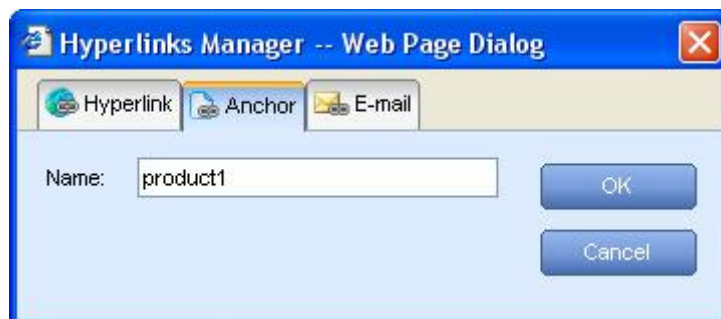 Hyperlinks Manager -- Web Page Dialog
Hyperlink Anchor E-mail
Name: product1 OK
Cancel